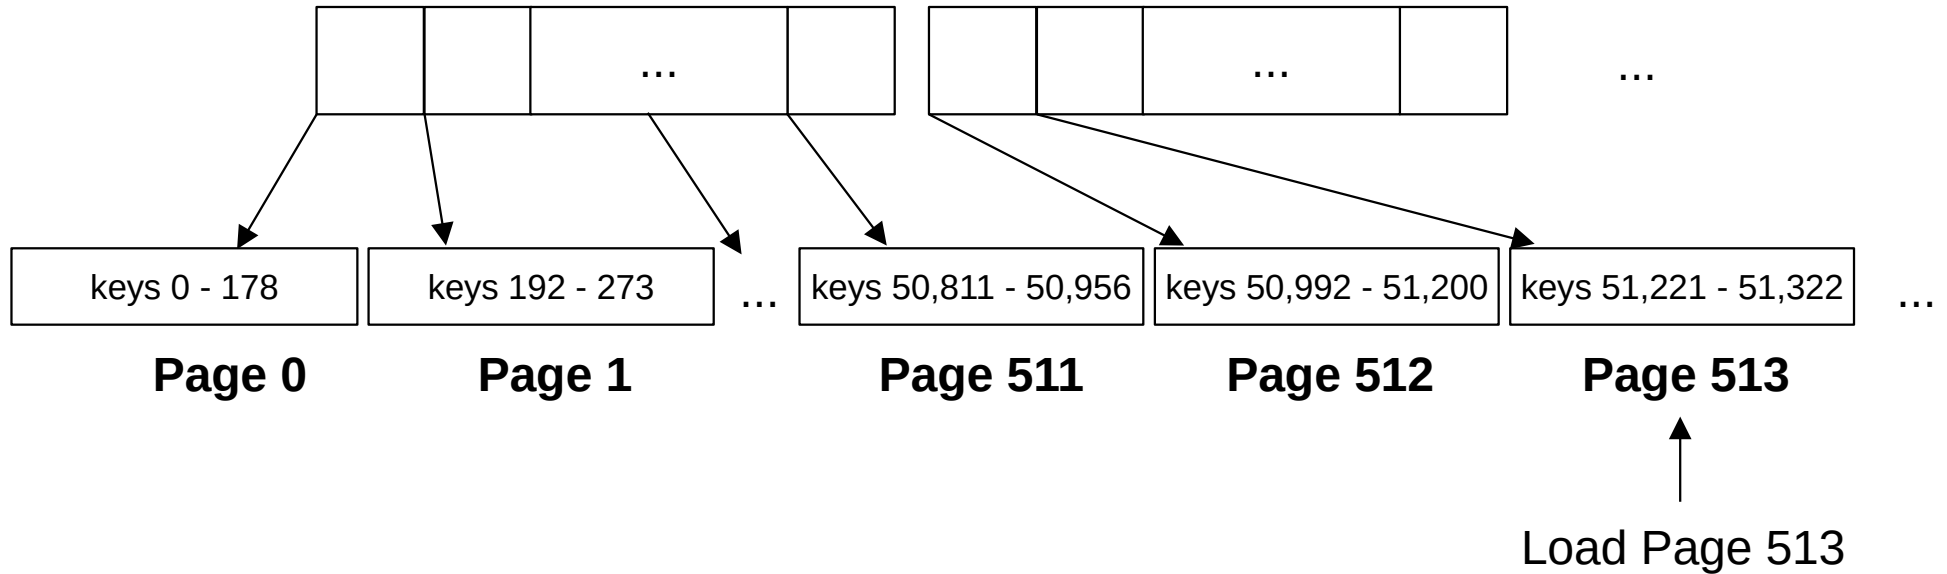 ... ... ...
keys 0 - 178 keys 192 - 273 ... keys 50,811 - 50,956 keys 50,992 - 51,200 keys 51,221 - 51,322 ...
Page 0 Page 1 Page 511 Page 512 Page 513
Load Page 513